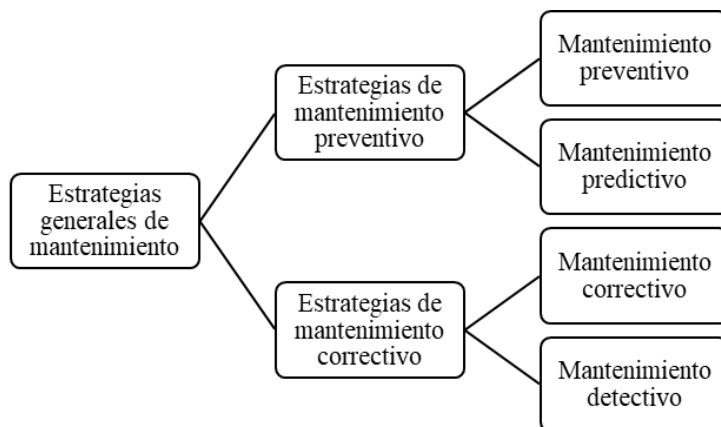 Estrategias
generales de
mantenimiento
Estrategias de
mantenimiento
preventivo
Mantenimiento
preventivo
Mantenimiento
predictivo
Estrategias de
mantenimiento
correctivo
Mantenimiento
correctivo
Mantenimiento
detectivo